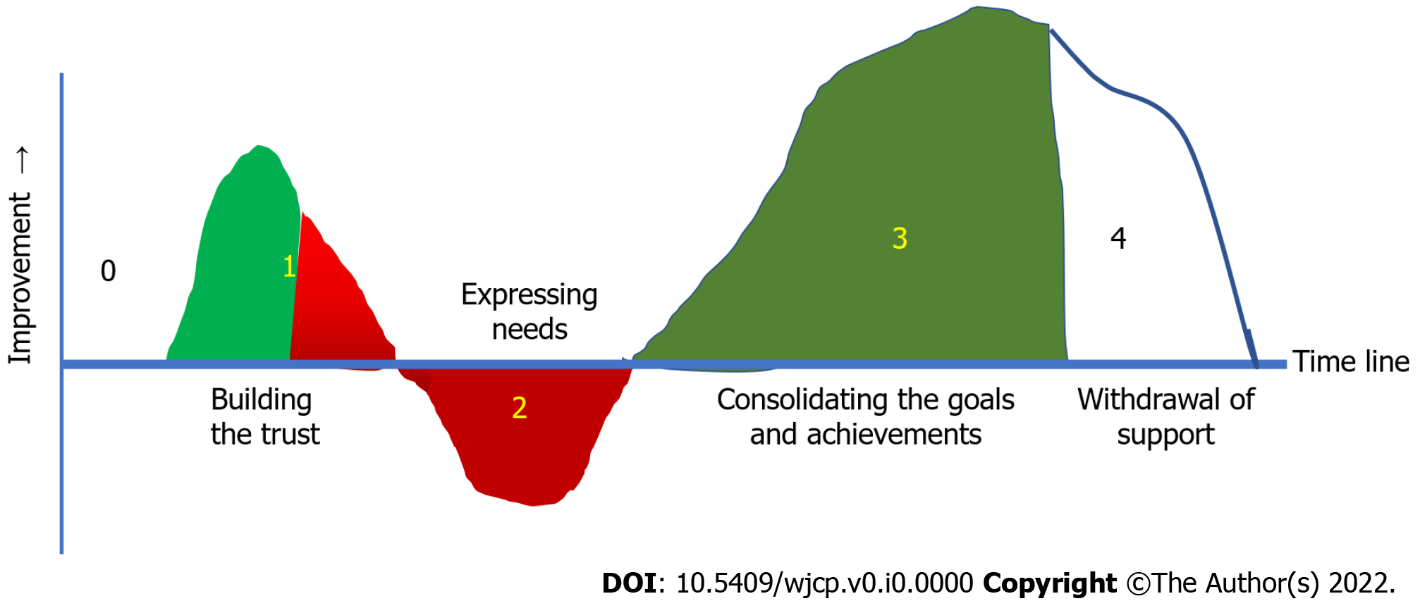 Improvement →
0
1
Expressing
needs
2
3
4
Time line
Building
the trust
Consolidating the goals
and achievements
Withdrawal of
support
DOI: 10.5409/wjcp.v0.i0.0000 Copyright ©The Author(s) 2022.